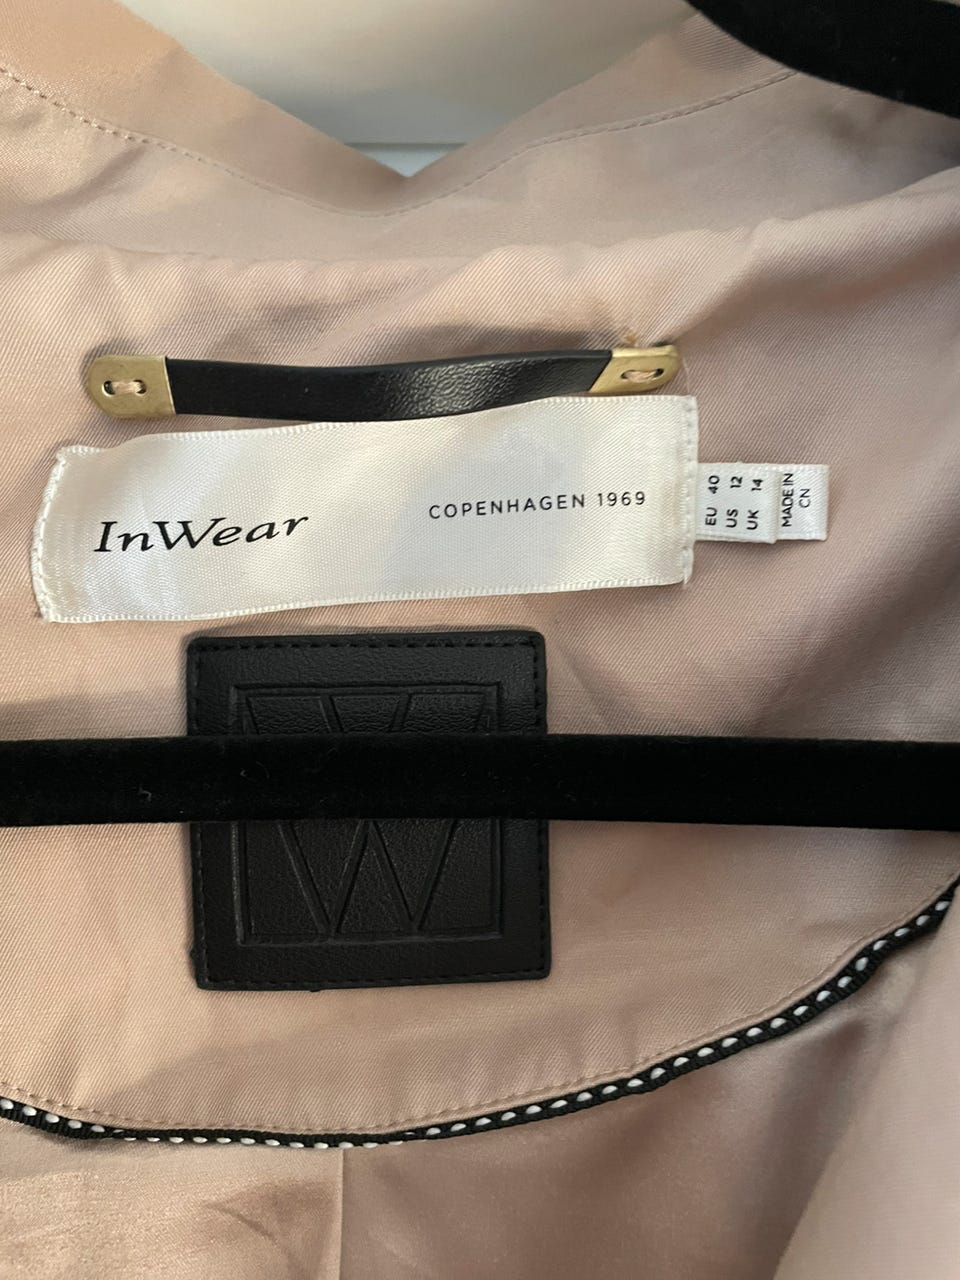 InWear
COPENHAGEN 1969
EU 40
US 12
UK 14
MADE IN
CN
W